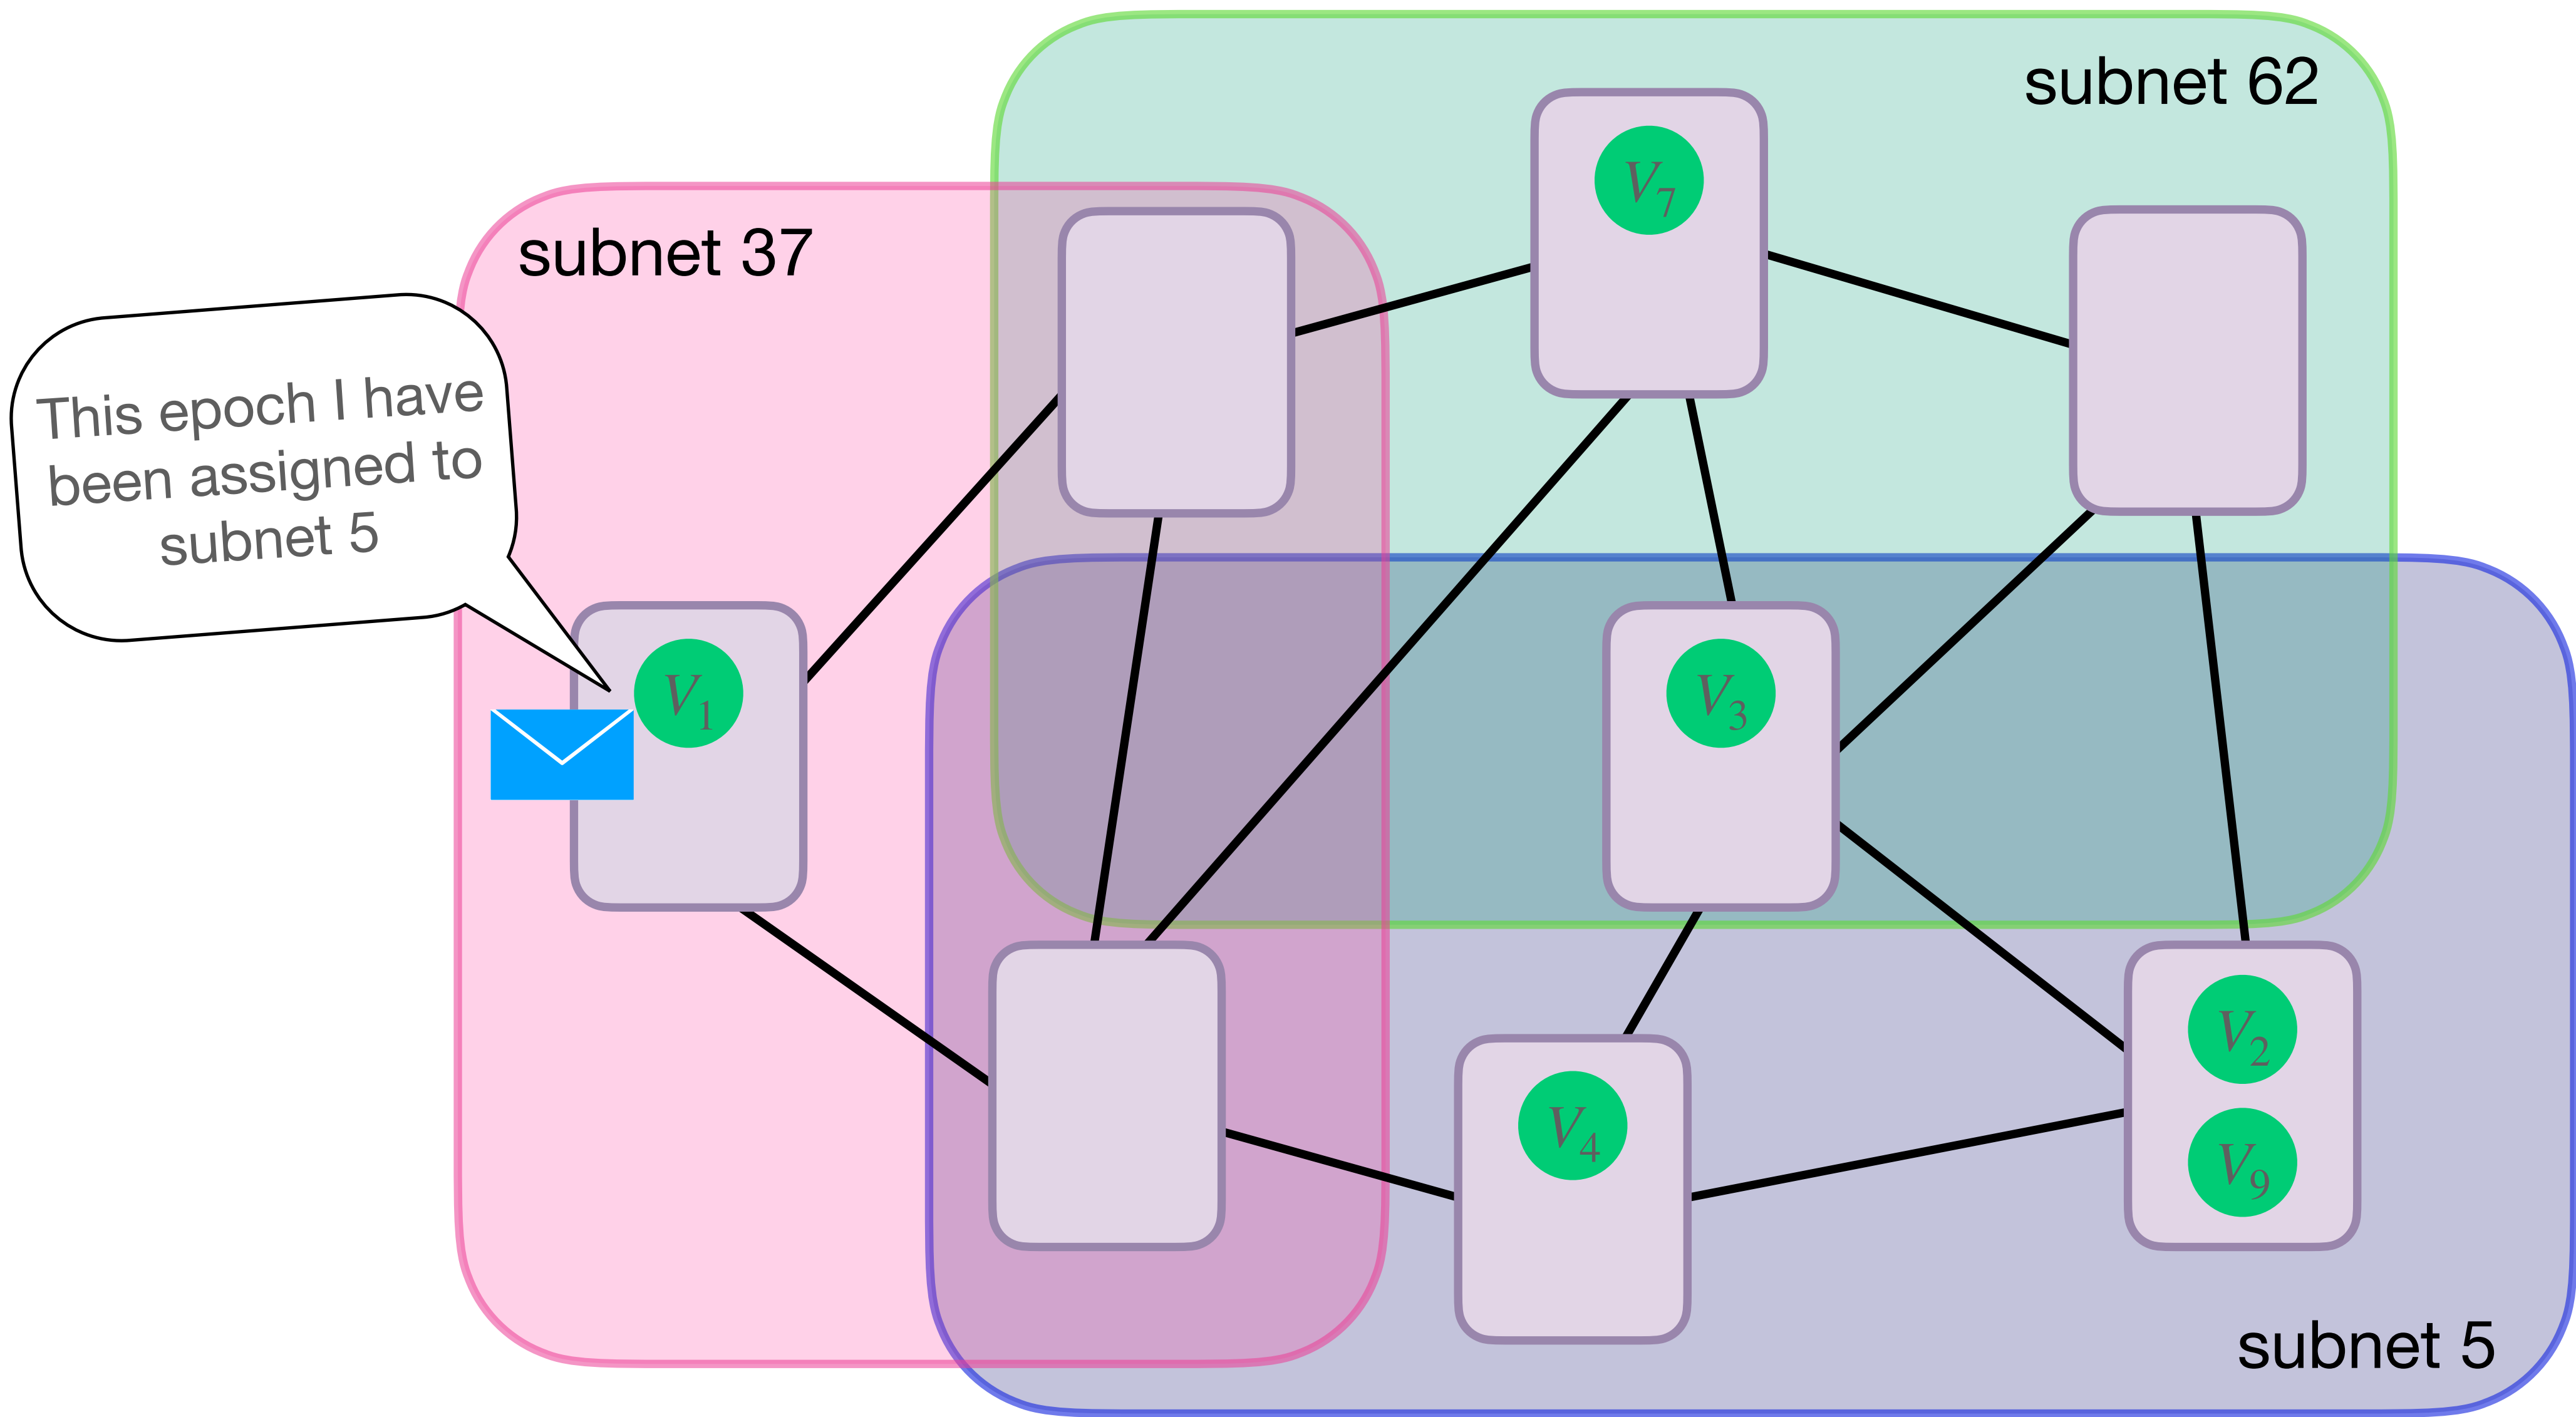 subnet 62
V7
subnet 37
This epoch I have
been assigned to
subnet 5
V1
V3
V2
V4
V9
subnet 5